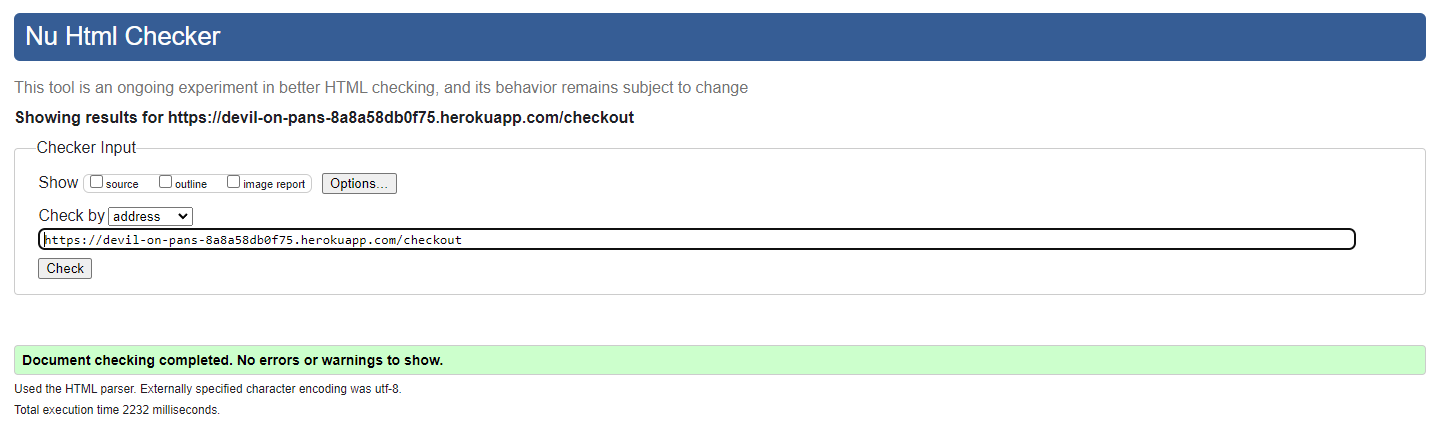 Nu Html Checker
This tool is an ongoing experiment in better HTML checking, and its behavior remains subject to change
Showing results for https://devil-on-pans-8a8a58db0f75.herokuapp.com/checkout
Checker Input
Show source outline image report Options...
Check by address
https://devil-on-pans-8a8a58db0f75.herokuapp.com/checkout
Check
Document checking completed. No errors or warnings to show.
Used the HTML parser. Externally specified character encoding was utf-8.
Total execution time 2232 milliseconds.